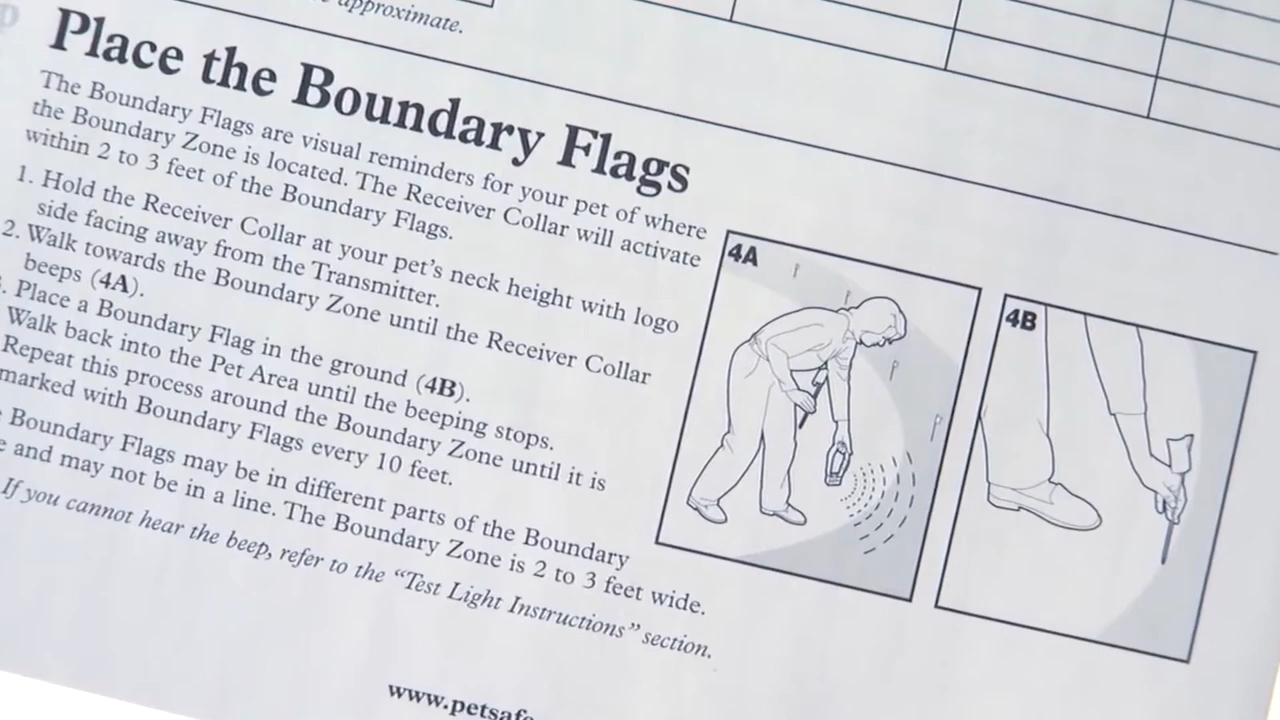 approximate.
Place the Boundary Flags
The Boundary Flags are visual reminders for your pet of where
the Boundary Zone is located. The Receiver Collar will activate
within 2 to 3 feet of the Boundary Flags.
1. Hold the Receiver Collar at your pet's neck height with logo
side facing away from the Transmitter.
2. Walk towards the Boundary Zone until the Receiver Collar
beeps (4A).
. Place a Boundary Flag in the ground (4B).
Walk back into the Pet Area until the beeping stops.
Repeat this process around the Boundary Zone until it is
marked with Boundary Flags every 10 feet.
Boundary Flags may be in different parts of the Boundary
and may not be in a line. The Boundary Zone is 2 to 3 feet wide.
If you cannot hear the beep, refer to the “Test Light Instructions” section.
4A
4B
www.petsafe